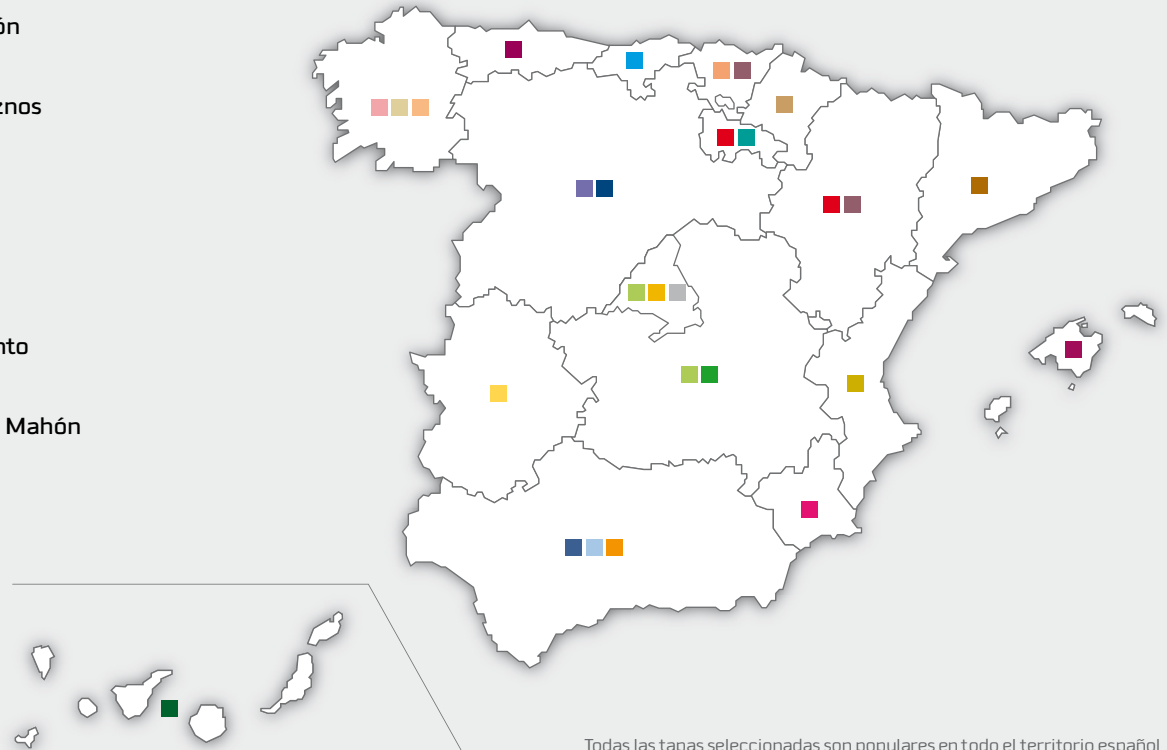 ón
znos
nto
Mahón
Todas las tapas seleccionadas son populares en todo el territorio español